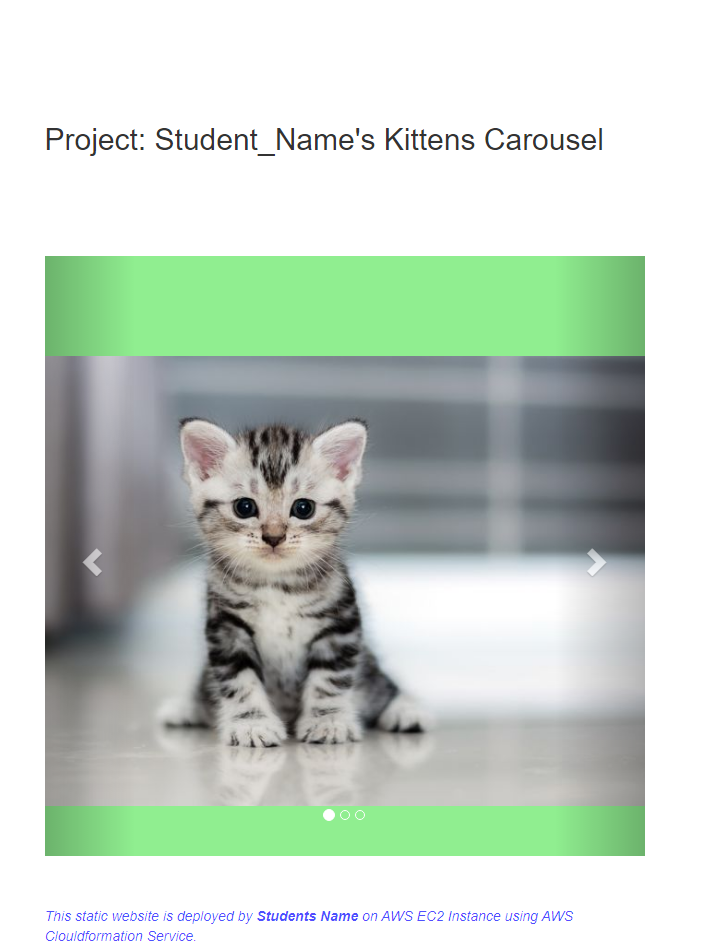 Project: Student_Name's Kittens Carousel
This static website is deployed by Students Name on AWS EC2 Instance using AWS
Clouldformation Service.